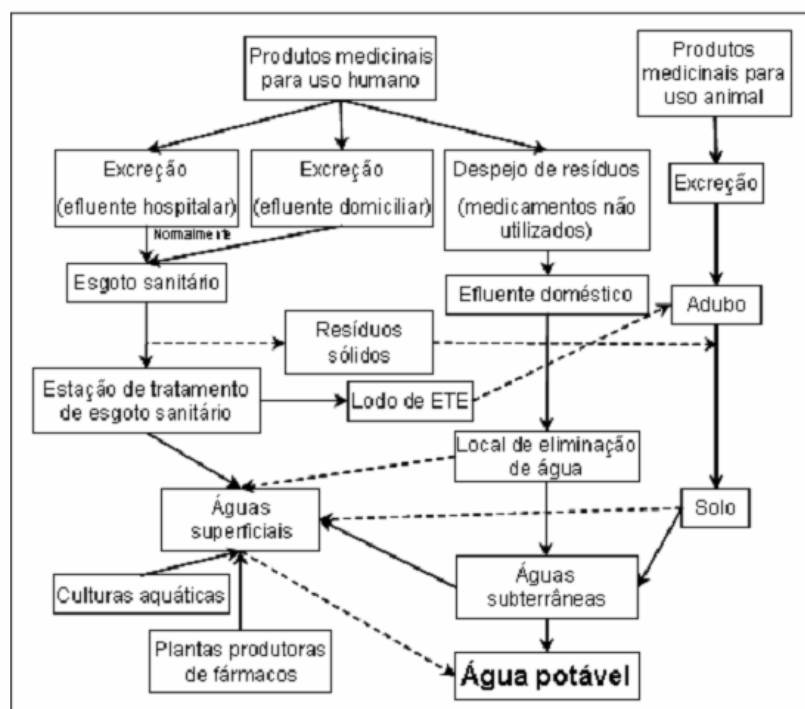 Produtos medicinais
para uso humano
Produtos
medicinais para
uso animal
Excreção
(efluente hospitalar)
Excreção
(efluente domiciliar)
Despejo de resíduos
(medicamentos não
utilizados)
Excreção
Normalmente
Esgoto sanitário
Efluente doméstico
Adubo
Resíduos
sólidos
Estação de tratamento
de esgoto sanitário
Lodo de ETE
Local de eliminação
de água
Águas
superficiais
Solo
Culturas aquáticas
Águas
subterrâneas
Plantas produtoras
de fármacos
Água potável